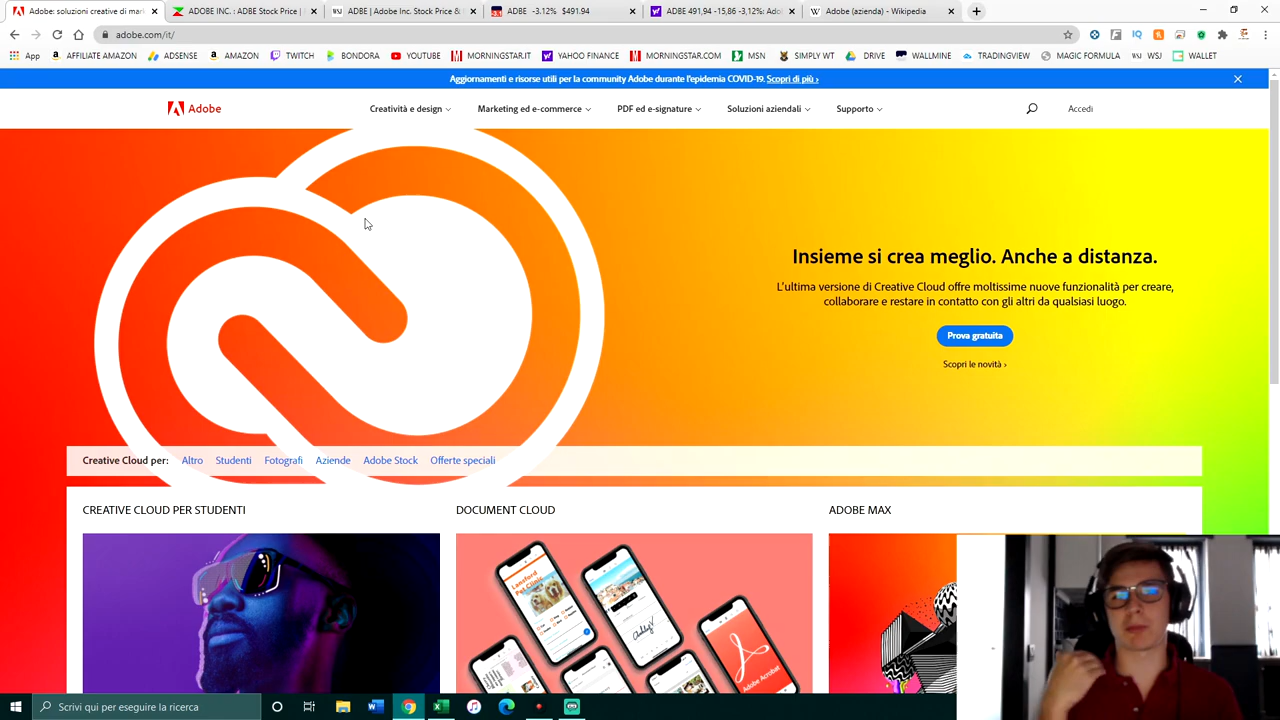 Adobe: soluzioni creative di mark
ADOBE INC. : ADBE Stock Price |
ADBE | Adobe Inc. Stock Price &
ADBE -3.12% $491.94
ADBE 491,94 -15,86 -3,12%: Adob
Adobe (azienda) - Wikipedia
adobe.com/it/
App
AFFILIATE AMAZON
ADSENSE
AMAZON
TWITCH
BONDORA
YOUTUBE
MORNINGSTAR.IT
YAHOO FINANCE
MORNINGSTAR.COM
MSN
SIMPLY WT
DRIVE
WALLMINE
TRADINGVIEW
MAGIC FORMULA
WSJ
WALLET
Aggiornamenti e risorse utili per la community Adobe durante l'epidemia COVID-19. Scopri di più ›
Adobe
Creatività e design
Marketing ed e-commerce
PDF ed e-signature
Soluzioni aziendali
Supporto
Accedi
Insieme si crea meglio. Anche a distanza.
L'ultima versione di Creative Cloud offre moltissime nuove funzionalità per creare,
collaborare e restare in contatto con gli altri da qualsiasi luogo.
Prova gratuita
Scopri le novità ›
Creative Cloud per: Altro Studenti Fotografi Aziende Adobe Stock Offerte speciali
CREATIVE CLOUD PER STUDENTI
DOCUMENT CLOUD
ADOBE MAX
Lansford
Pet Clinic
Adobe Acrobat
Scrivi qui per eseguire la ricerca